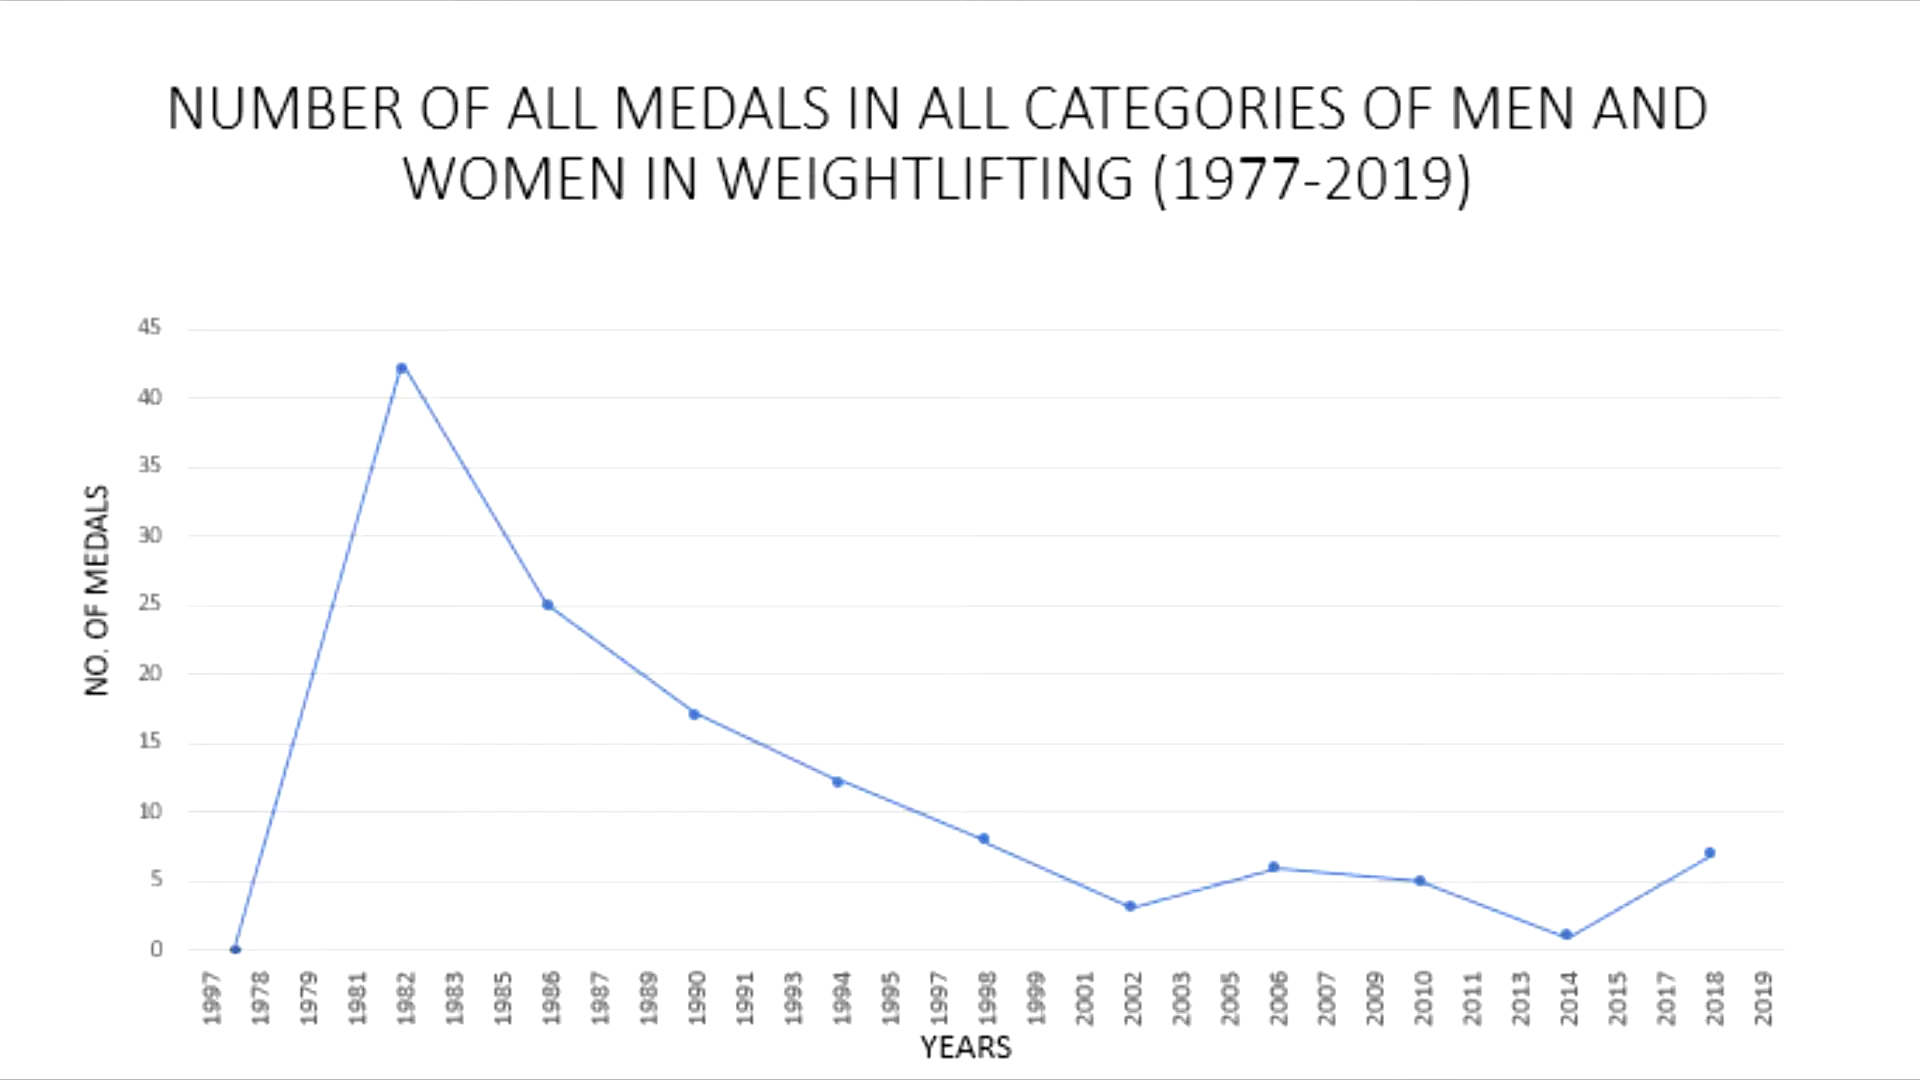 NUMBER OF ALL MEDALS IN ALL CATEGORIES OF MEN AND
WOMEN IN WEIGHTLIFTING (1977-2019)
45
40
35
30
25
20
15
10
5
0
NO. OF MEDALS
1997 1978 1979 1981 1982 1983 1985 1986 1987 1989 1990 1991 1993 1994 1995 1997 1998 1999 2001 2002 2003 2005 2006 2007 2009 2010 2011 2013 2014 2015 2017 2018 2019
YEARS